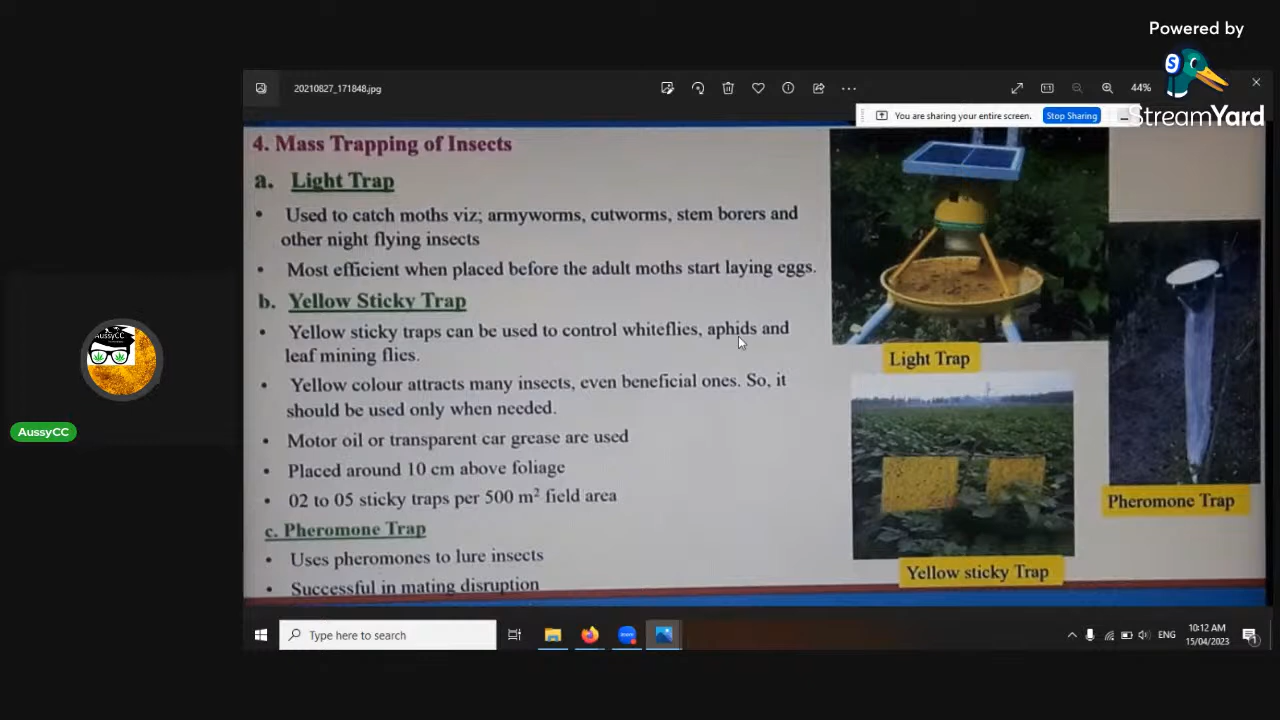 Powered by
StreamYard
20210827_171848.jpg
44%
You are sharing your entire screen.
Stop Sharing
4. Mass Trapping of Insects
a. Light Trap
• Used to catch moths viz; armyworms, cutworms, stem borers and
other night flying insects
• Most efficient when placed before the adult moths start laying eggs.
b. Yellow Sticky Trap
• Yellow sticky traps can be used to control whiteflies, aphids and
leaf mining flies.
• Yellow colour attracts many insects, even beneficial ones. So, it
should be used only when needed.
• Motor oil or transparent car grease are used
• Placed around 10 cm above foliage
• 02 to 05 sticky traps per 500 m² field area
c. Pheromone Trap
• Uses pheromones to lure insects
• Successful in mating disruption
Light Trap
Pheromone Trap
Yellow sticky Trap
AussyCC
AussyCC
Type here to search
zoom
ENG
10:12 AM
15/04/2023
1